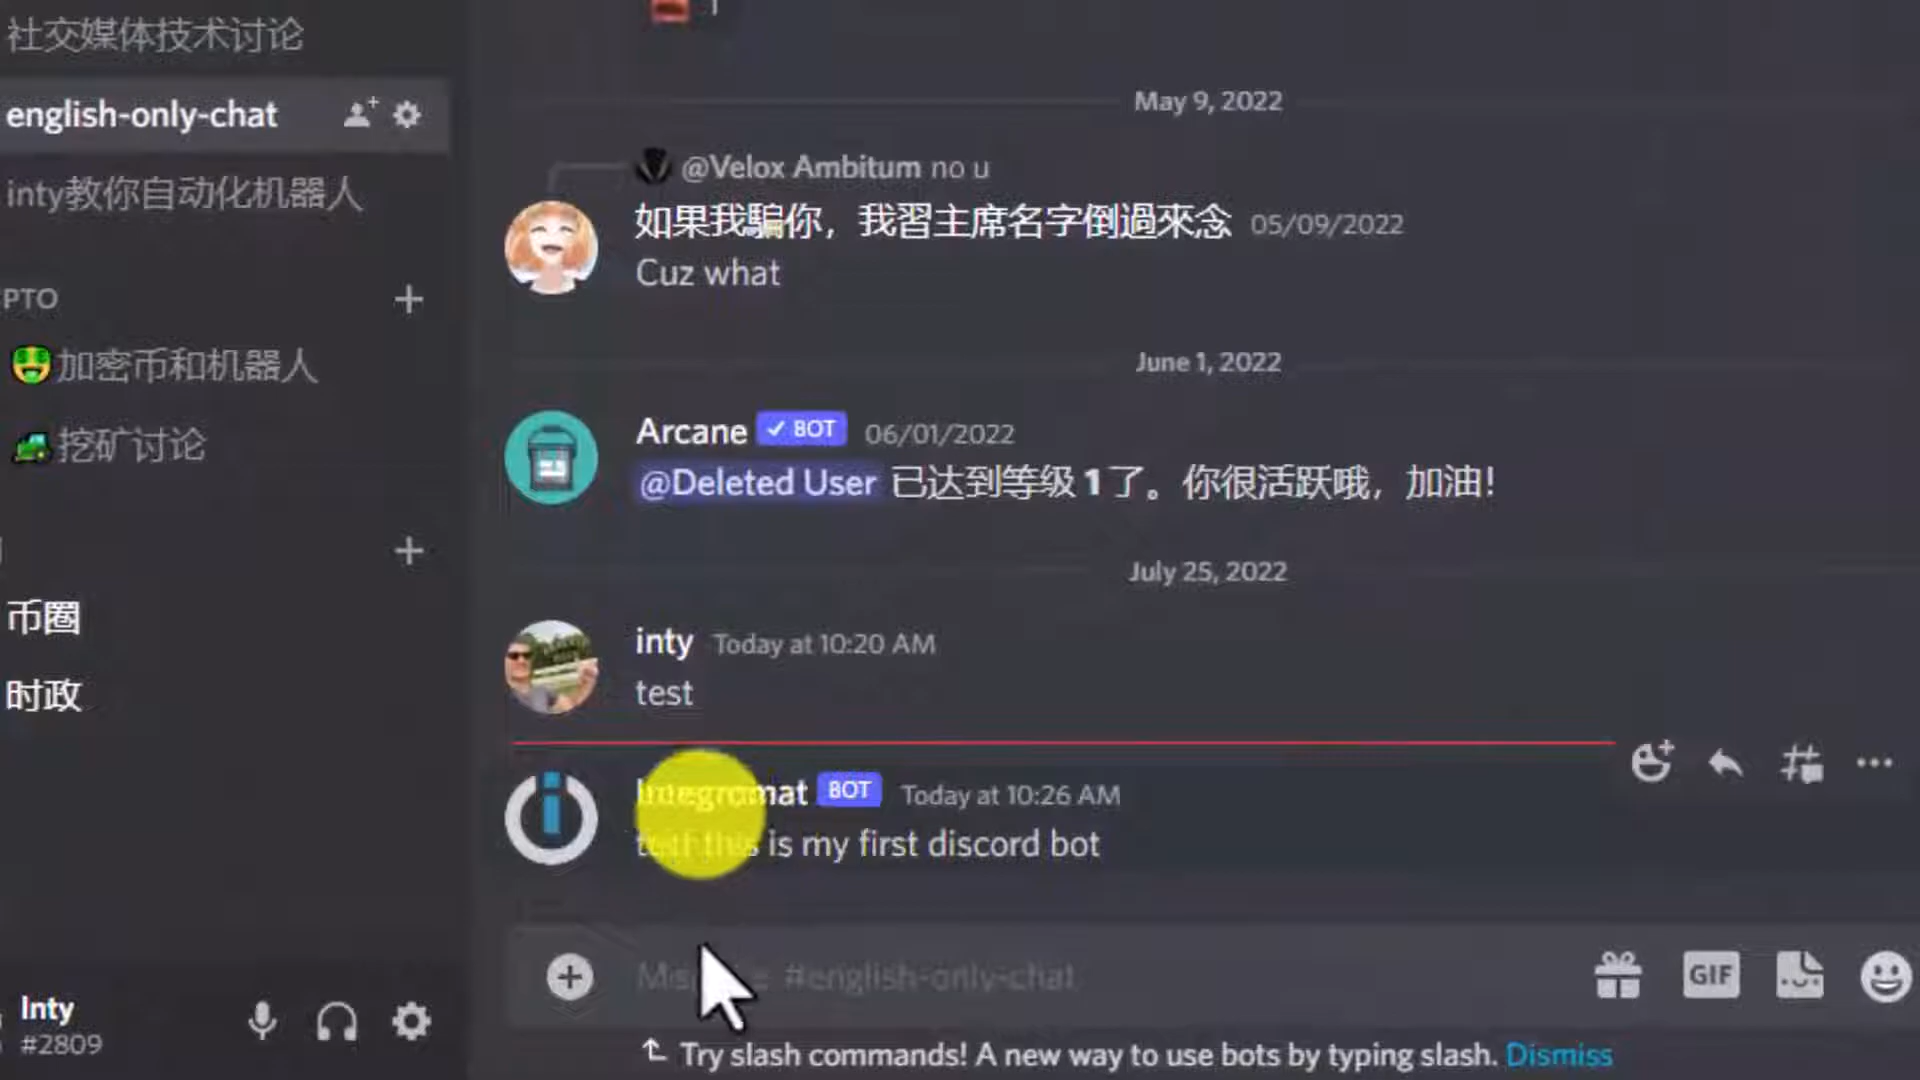 社交媒体技术讨论
english-only-chat
inty教你自动化机器人
PTO
加密币和机器人
挖矿讨论
币圈
时政
Inty
#2809
1
May 9, 2022
@Velox Ambitum no u
如果我騙你，我習主席名字倒過來念 05/09/2022
Cuz what
June 1, 2022
Arcane ✓ BOT 06/01/2022
@Deleted User 已达到等级 1 了。你很活跃哦，加油！
July 25, 2022
inty Today at 10:20 AM
test
Integromat BOT Today at 10:26 AM
this is my first discord bot
#english-only-chat
GIF
Try slash commands! A new way to use bots by typing slash. Dismiss